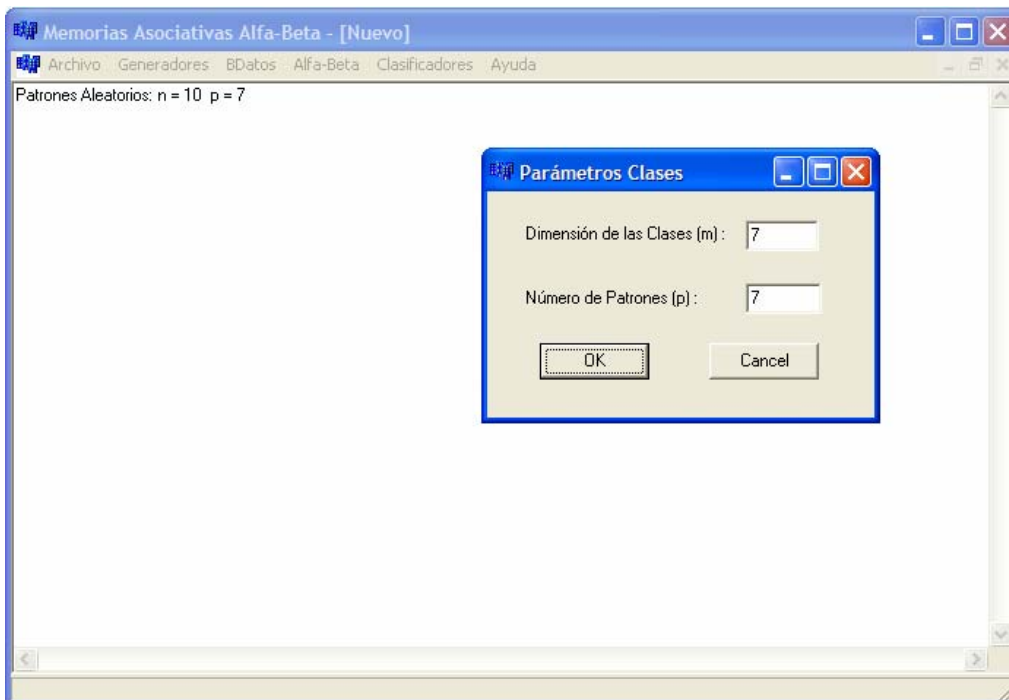 Memorias Asociativas Alfa-Beta - [Nuevo]
Archivo Generadores BDatos Alfa-Beta Clasificadores Ayuda
Patrones Aleatorios: n = 10 p = 7
Parámetros Clases
Dimensión de las Clases (m) : 7
Número de Patrones (p) : 7
OK Cancel